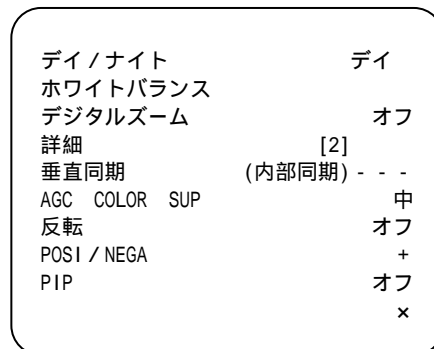 デイ/ナイト デイ
ホワイトバランス
デジタルズーム オフ
詳細 [2]
垂直同期 (内部同期) - - -
AGC COLOR SUP 中
反転 オフ
POSI/NEGA +
PIP オフ
×